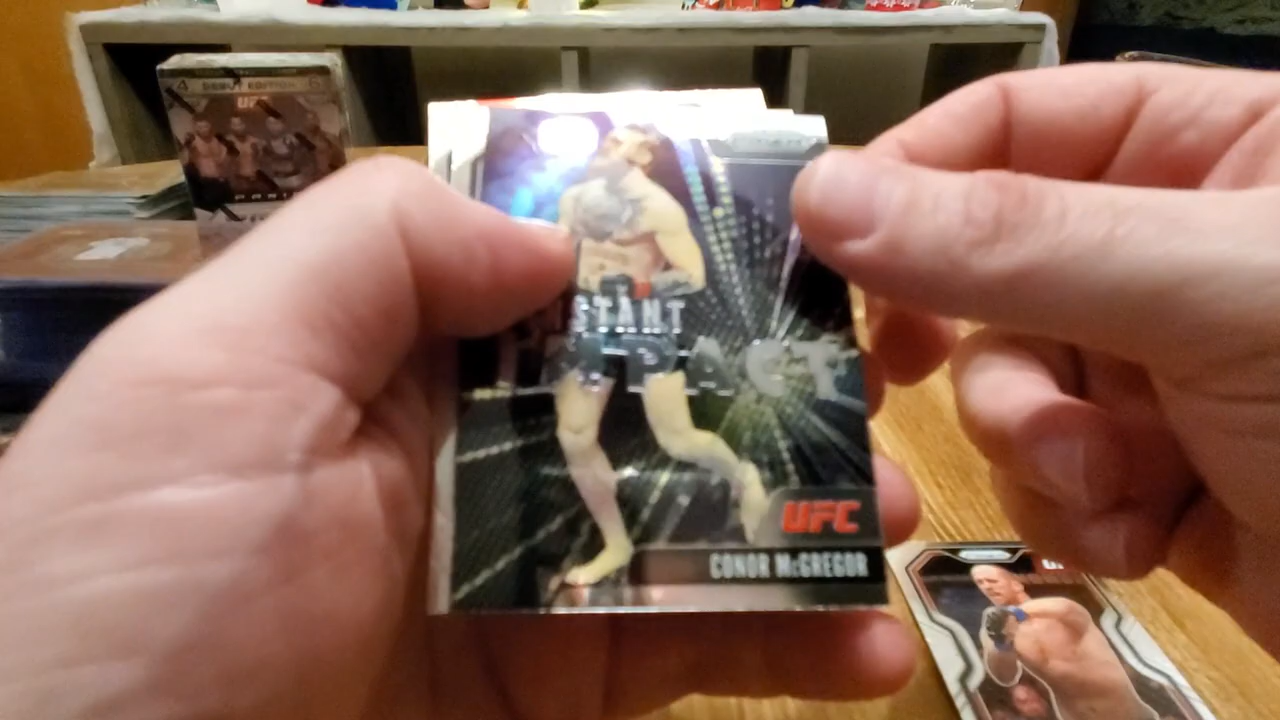 DEBUT EDITION
UFC
STANT
IMPACT
UFC
CONOR McGREGOR